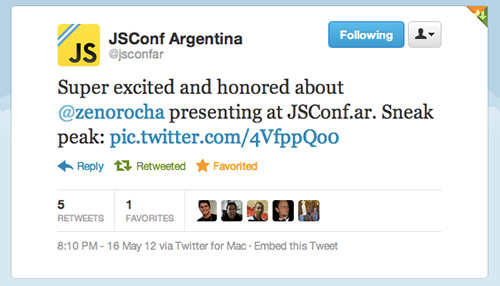 JS
JSConf Argentina
@jsconfar
Following
Super excited and honored about
@zenorocha presenting at JSConf.ar. Sneak
peak: pic.twitter.com/4VfppQo0
Reply Retweeted Favorited
5 1
RETWEETS FAVORITES
8:10 PM - 16 May 12 via Twitter for Mac · Embed this Tweet